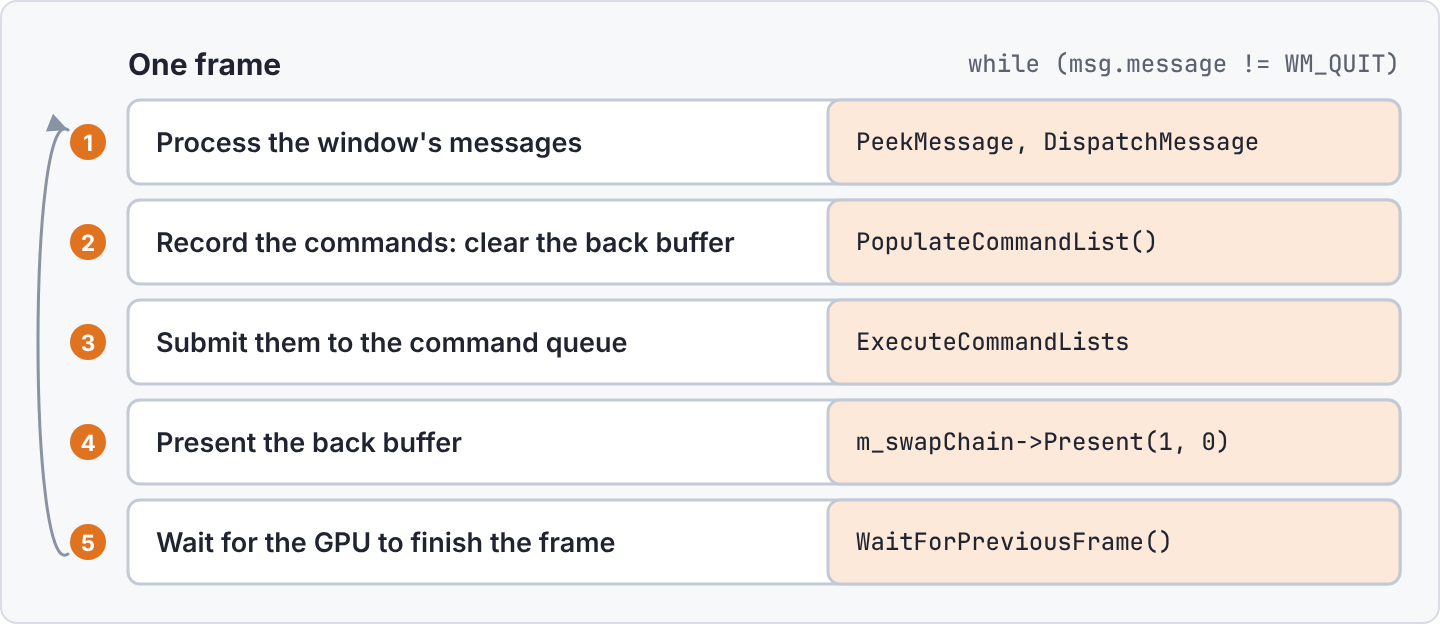 One frame
while (msg.message != WM_QUIT)
1 Process the window's messages PeekMessage, DispatchMessage
2 Record the commands: clear the back buffer PopulateCommandList()
3 Submit them to the command queue ExecuteCommandLists
4 Present the back buffer m_swapChain->Present(1, 0)
5 Wait for the GPU to finish the frame WaitForPreviousFrame()